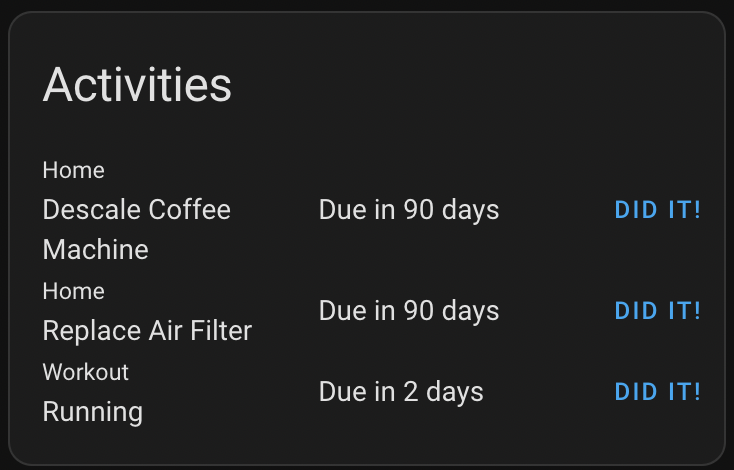 Activities
Home
Descale Coffee
Machine
Due in 90 days
DID IT!
Home
Replace Air Filter
Due in 90 days
DID IT!
Workout
Running
Due in 2 days
DID IT!